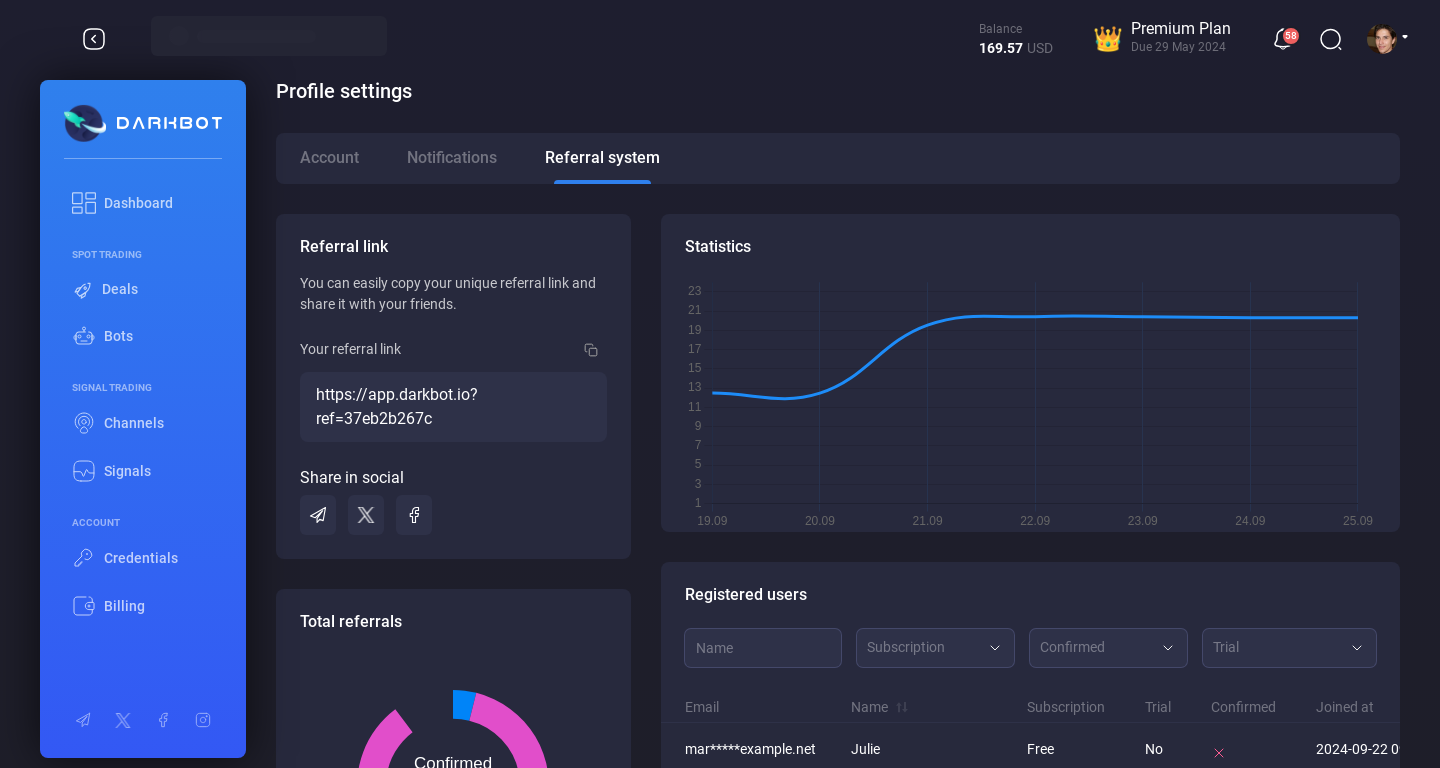 Balance
169.57 USD
Premium Plan
Due 29 May 2024
58
DARKBOT
Dashboard
SPOT TRADING
Deals
Bots
SIGNAL TRADING
Channels
Signals
ACCOUNT
Credentials
Billing
Profile settings
Account Notifications Referral system
Referral link
You can easily copy your unique referral link and
share it with your friends.
Your referral link
https://app.darkbot.io?
ref=37eb2b267c
Share in social
Total referrals
Confirmed
Statistics
23
21
19
17
15
13
11
9
7
5
3
1
19.09 20.09 21.09 22.09 23.09 24.09 25.09
Registered users
Name Subscription Confirmed Trial
Email Name Subscription Trial Confirmed Joined at
mar*****example.net Julie Free No 2024-09-22 0